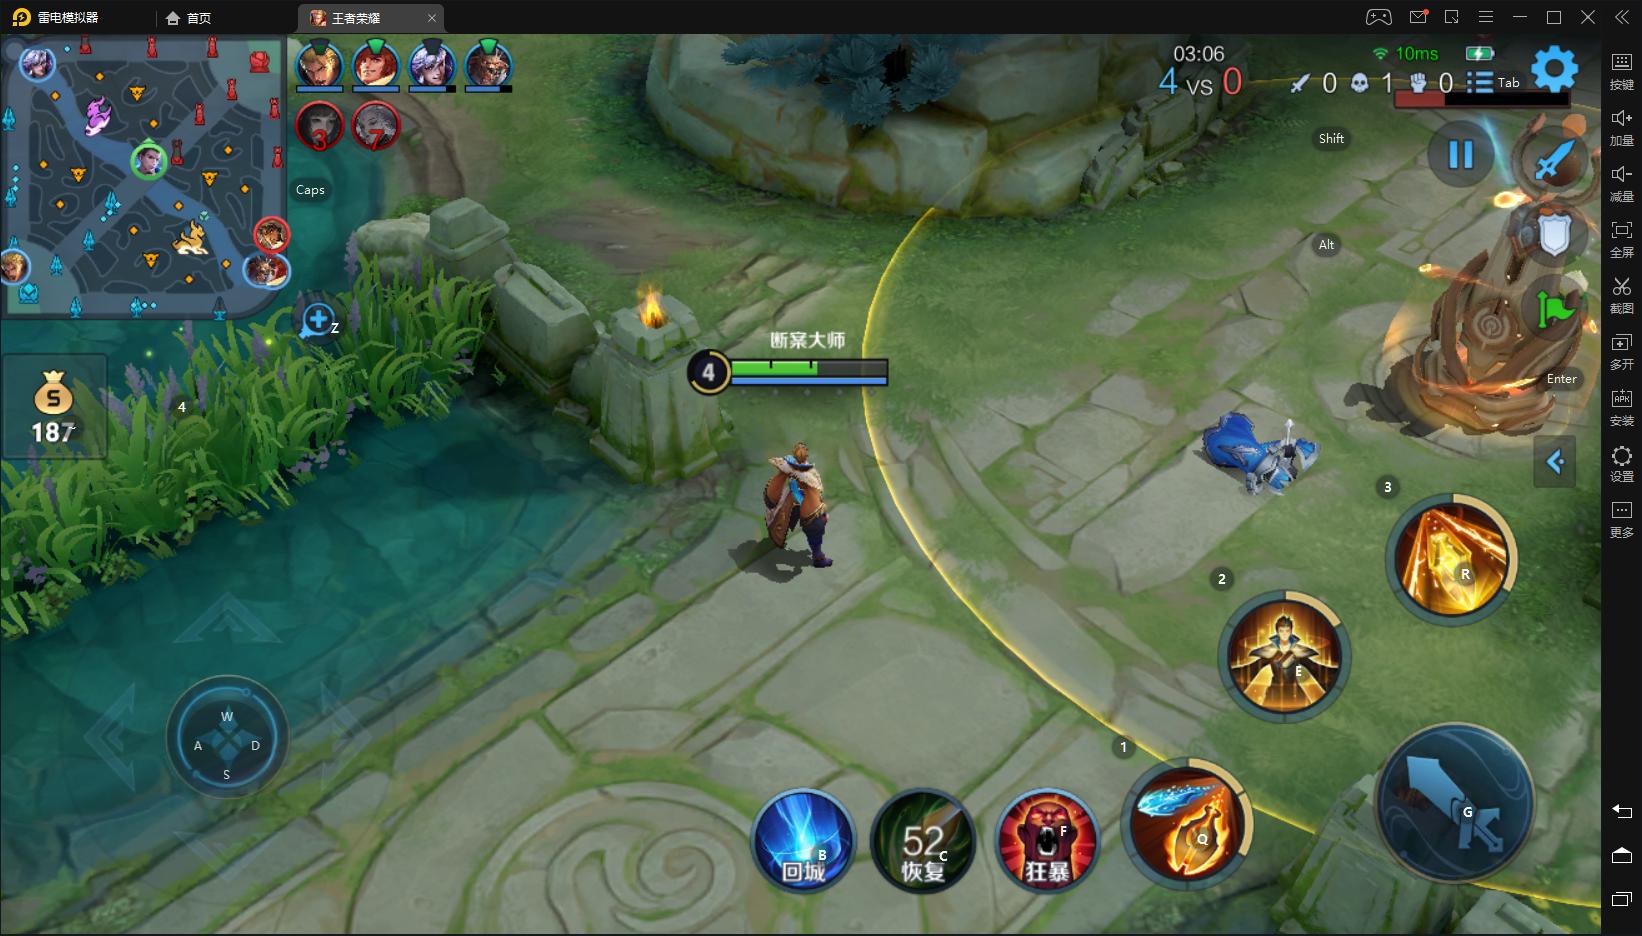 雷电模拟器
首页
王者荣耀
03:06
4 VS 0
10ms
0
1
0
Tab
3
7
Caps
Shift
Alt
Enter
Z
187
4
断案大师
4
3
R
2
E
1
Q
G
W
A
D
S
B
回城
52
C
恢复
F
狂暴
按键
加量
减量
全屏
截图
多开
APK
安装
设置
更多